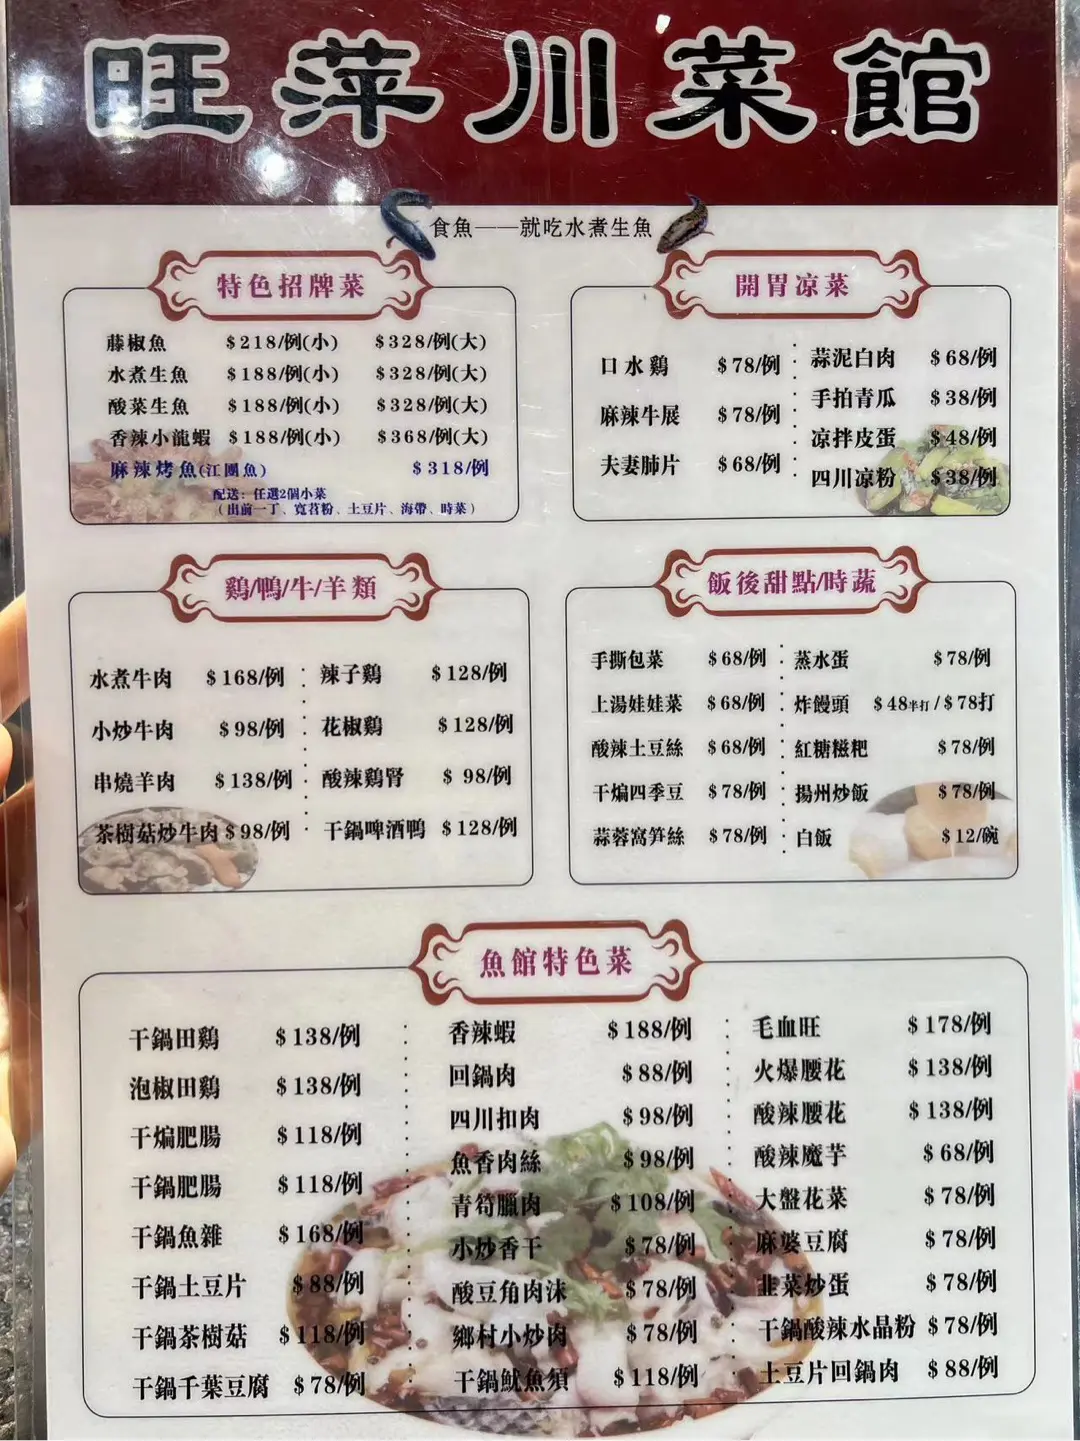 旺萍川菜館
食魚——就吃水煮生魚
特色招牌菜
藤椒魚 $218/例(小) $328/例(大)
水煮生魚 $188/例(小) $328/例(大)
酸菜生魚 $188/例(小) $328/例(大)
香辣小龍蝦 $188/例(小) $368/例(大)
麻辣烤魚(江團魚) $318/例
配送：任選2個小菜
（出前一丁、寬苕粉、土豆片、海帶、時菜）
開胃涼菜
口水鷄 $78/例
麻辣牛展 $78/例
夫妻肺片 $68/例
蒜泥白肉 $68/例
手拍青瓜 $38/例
凉拌皮蛋 $48/例
四川凉粉 $38/例
鷄/鴨/牛/羊類
水煮牛肉 $168/例
小炒牛肉 $98/例
串燒羊肉 $138/例
茶樹菇炒牛肉 $98/例
辣子鷄 $128/例
花椒鷄 $128/例
酸辣鷄腎 $98/例
干鍋啤酒鴨 $128/例
飯後甜點/時蔬
手撕包菜 $68/例
上湯娃娃菜 $68/例
酸辣土豆絲 $68/例
干煸四季豆 $78/例
蒜蓉窩笋絲 $78/例
蒸水蛋 $78/例
炸饅頭 $48半打/$78打
紅糖糍粑 $78/例
揚州炒飯 $78/例
白飯 $12/碗
魚館特色菜
干鍋田鷄 $138/例
泡椒田鷄 $138/例
干煸肥腸 $118/例
干鍋肥腸 $118/例
干鍋魚雜 $168/例
干鍋土豆片 $88/例
干鍋茶樹菇 $118/例
干鍋千葉豆腐 $78/例
香辣蝦 $188/例
回鍋肉 $88/例
四川扣肉 $98/例
魚香肉絲 $98/例
青筍臘肉 $108/例
小炒香干 $78/例
酸豆角肉沫 $78/例
鄉村小炒肉 $78/例
干鍋魷魚須 $118/例
毛血旺 $178/例
火爆腰花 $138/例
酸辣腰花 $138/例
酸辣魔芋 $68/例
大盤花菜 $78/例
麻婆豆腐 $78/例
韭菜炒蛋 $78/例
干鍋酸辣水晶粉 $78/例
土豆片回鍋肉 $88/例